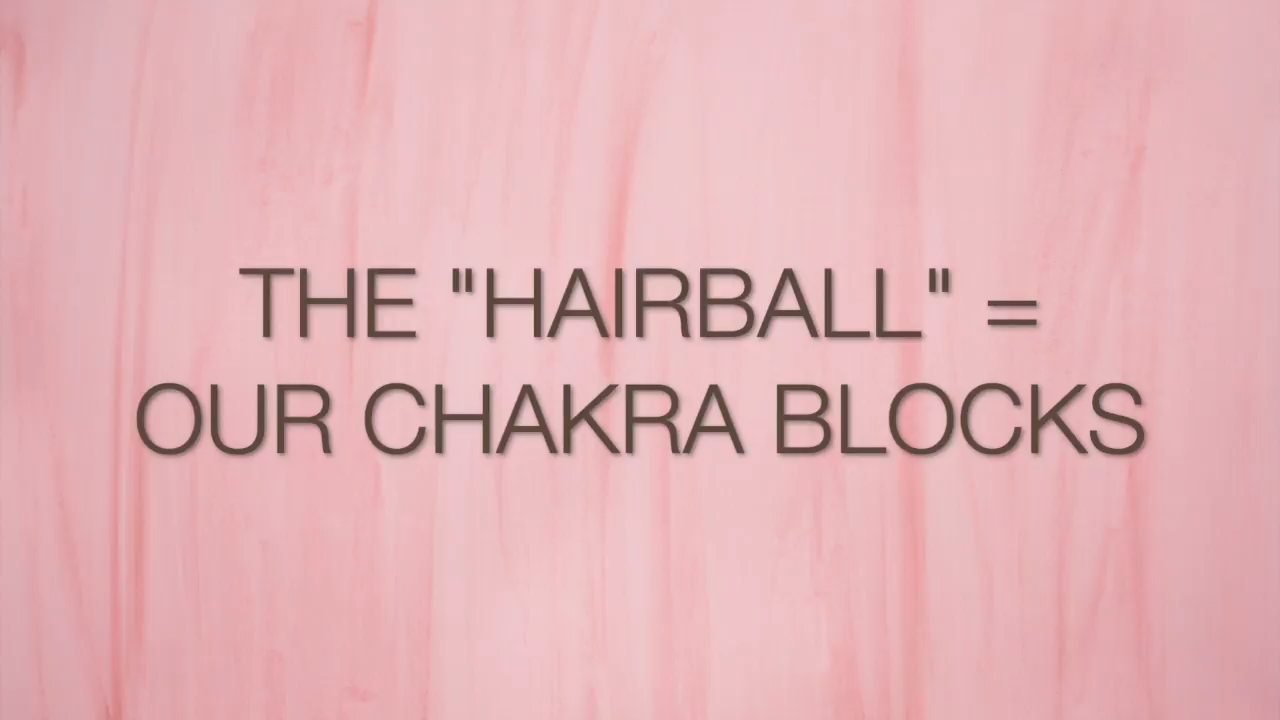 THE "HAIRBALL" =
OUR CHAKRA BLOCKS